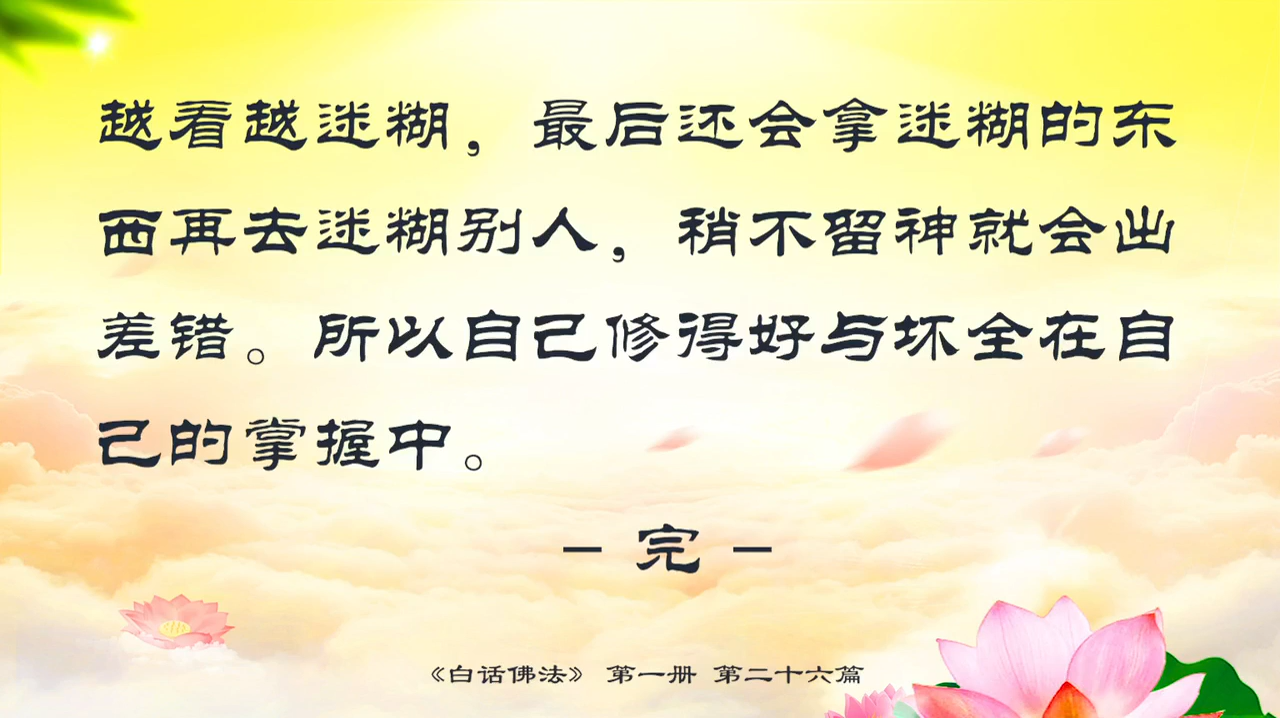 越看越迷糊，最后还会拿迷糊的东
西再去迷糊别人，稍不留神就会出
差错。所以自己修得好与坏全在自
己的掌握中。
－ 完 －
《白话佛法》 第一册 第二十六篇